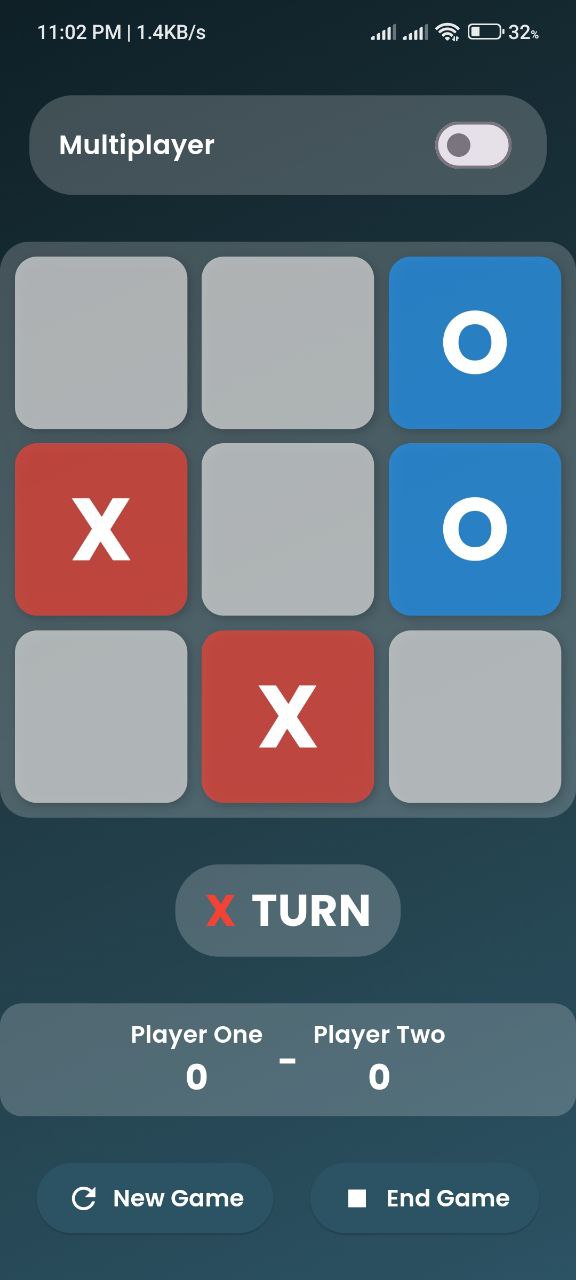 11:02 PM | 1.4KB/s 32%
Multiplayer
O
X O
X
X TURN
Player One - Player Two
0 0
New Game End Game